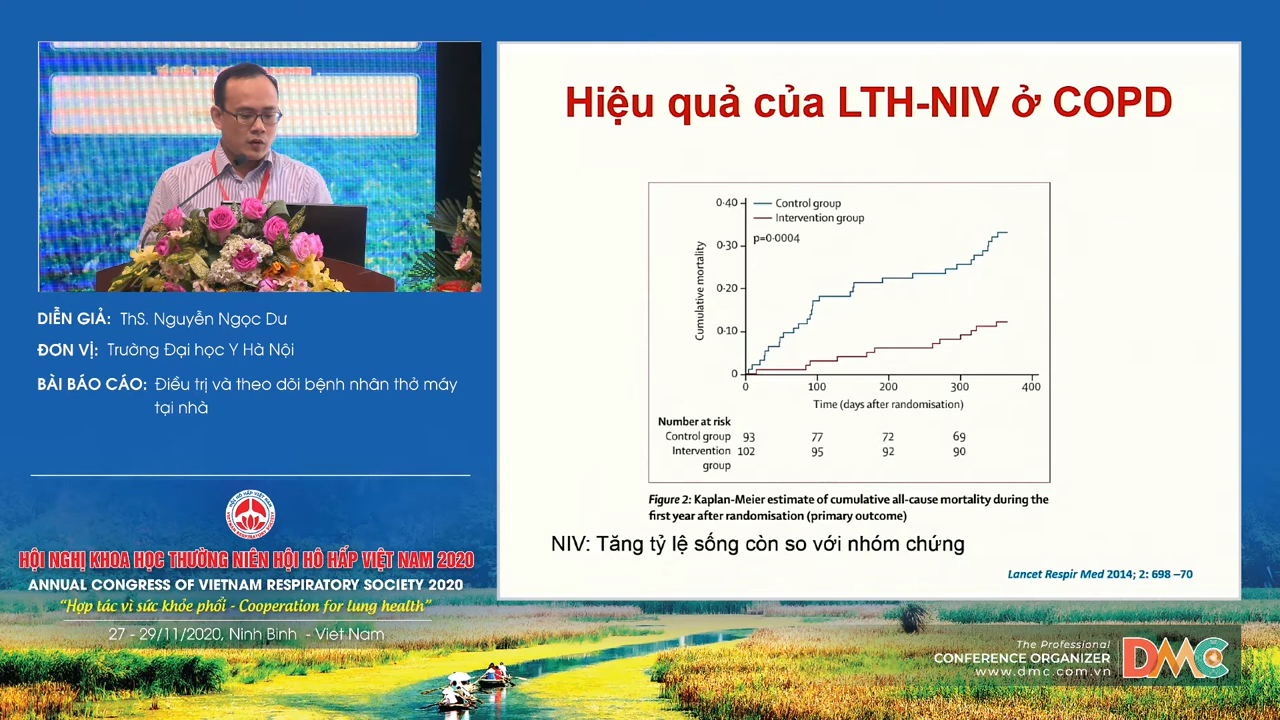 DIỄN GIẢ: ThS. Nguyễn Ngọc Dư
ĐƠN VỊ: Trường Đại học Y Hà Nội
BÀI BÁO CÁO: Điều trị và theo dõi bệnh nhân thở máy
tại nhà
HỘI HÔ HẤP VIỆT NAM
VIETNAM RESPIRATORY SOCIETY
HỘI NGHỊ KHOA HỌC THƯỜNG NIÊN HỘI HÔ HẤP VIỆT NAM 2020
ANNUAL CONGRESS OF VIETNAM RESPIRATORY SOCIETY 2020
“Hợp tác vì sức khỏe phổi - Cooperation for lung health”
27 - 29/11/2020, Ninh Bình - Việt Nam
Hiệu quả của LTH-NIV ở COPD
0·40
0·30
0·20
0·10
0
Cumulative mortality
Control group
Intervention group
p=0·0004
0 100 200 300 400
Time (days after randomisation)
Number at risk
Control group 93 77 72 69
Intervention 102 95 92 90
group
Figure 2: Kaplan-Meier estimate of cumulative all-cause mortality during the
first year after randomisation (primary outcome)
NIV: Tăng tỷ lệ sống còn so với nhóm chứng
Lancet Respir Med 2014; 2: 698 –70
The Professional
CONFERENCE ORGANIZER
www.dmc.com.vn
DMC